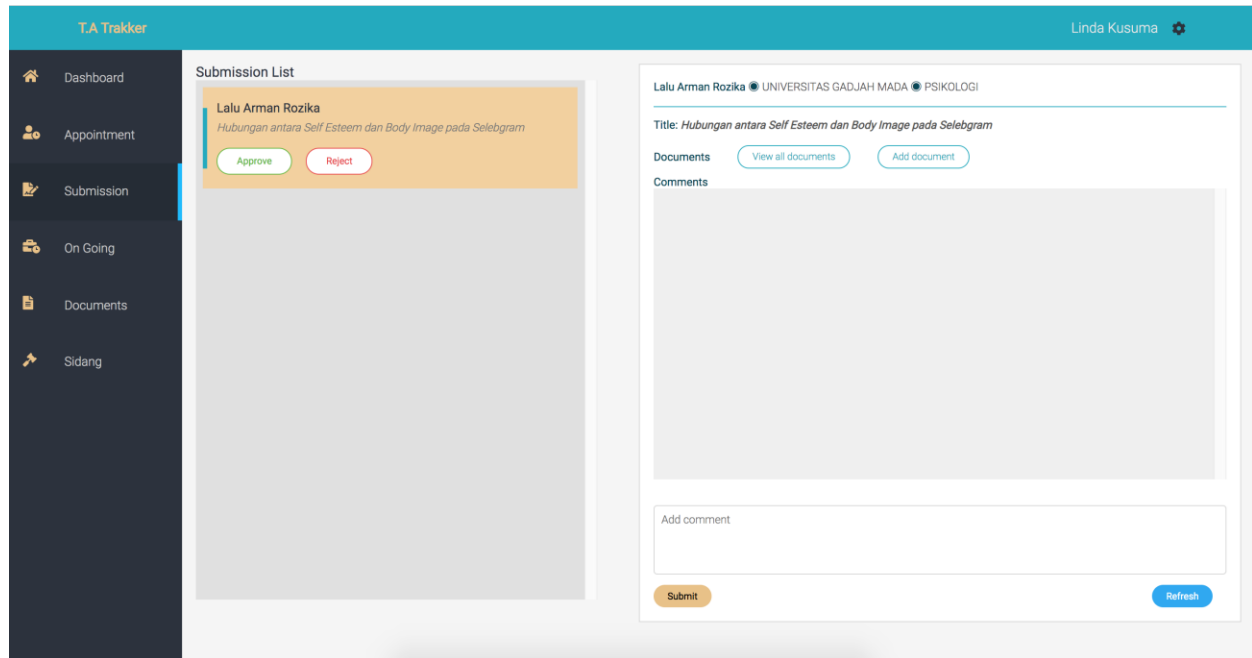 T.A Trakker
Linda Kusuma
Dashboard
Appointment
Submission
On Going
Documents
Sidang
Submission List
Lalu Arman Rozika
Hubungan antara Self Esteem dan Body Image pada Selebgram
Approve Reject
Lalu Arman Rozika ◉ UNIVERSITAS GADJAH MADA ◉ PSIKOLOGI
Title: Hubungan antara Self Esteem dan Body Image pada Selebgram
Documents View all documents Add document
Comments
Add comment
Submit Refresh